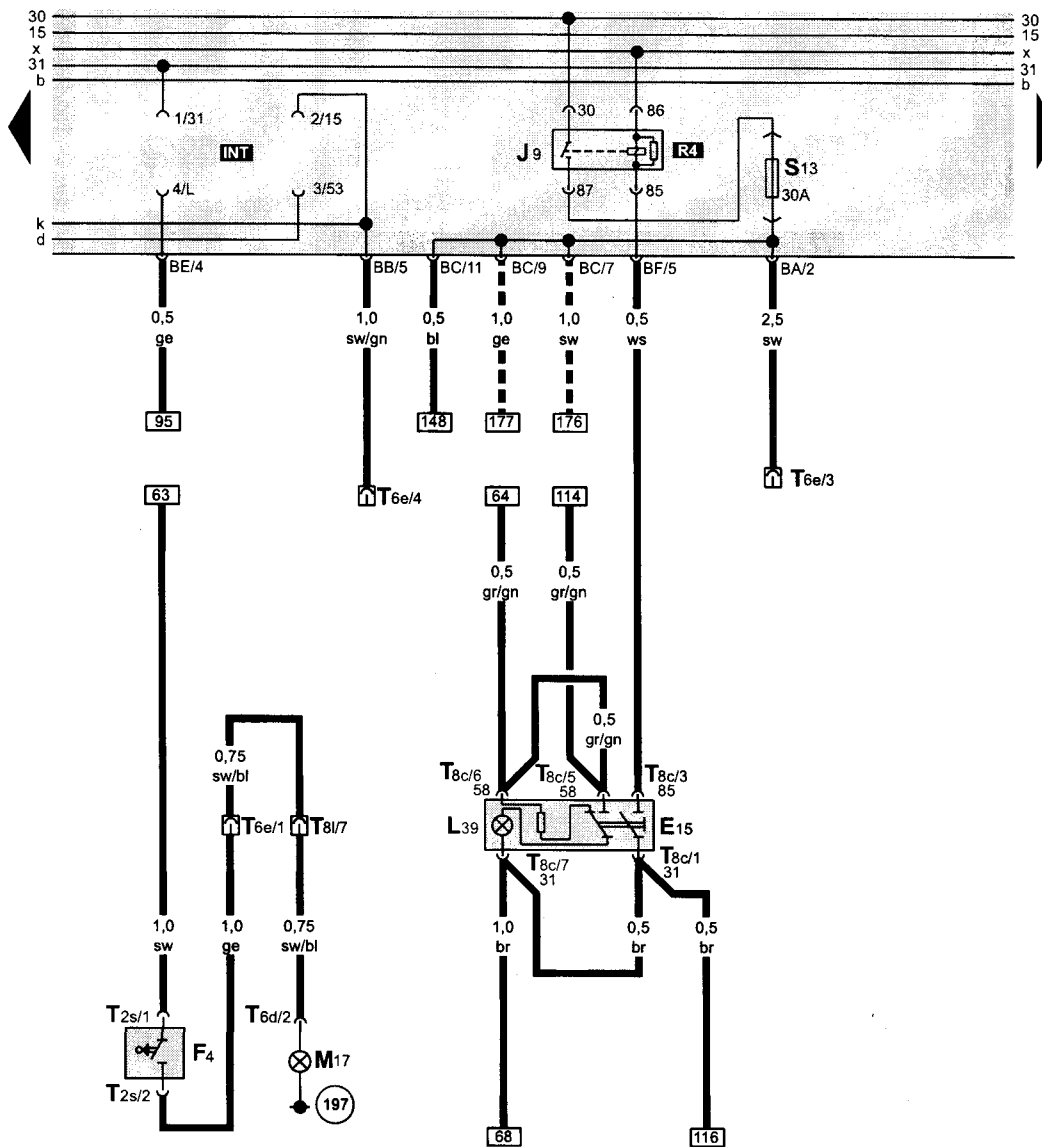 30 30
15 15
x x
31 31
b b
1/31 2/15 30 86
INT J9 R4 S13
30A
4/L 3/53 87 85
k
d
BE/4 BB/5 BC/11 BC/9 BC/7 BF/5 BA/2
0,5 1,0 0,5 1,0 1,0 0,5 2,5
ge sw/gn bl ge sw ws sw
95 148 177 176
63 T6e/4 64 114 T6e/3
0,5 0,5
gr/gn gr/gn
0,5
gr/gn
0,75
sw/bl
T8c/6 T8c/5 T8c/3
58 58 85
T6e/1 T8l/7 L39 E15
T8c/7 T8c/1
31 31
1,0 1,0 0,75 1,0 0,5 0,5
sw ge sw/bl br br br
T2s/1 T6d/2
F4 M17
T2s/2 197
68 116